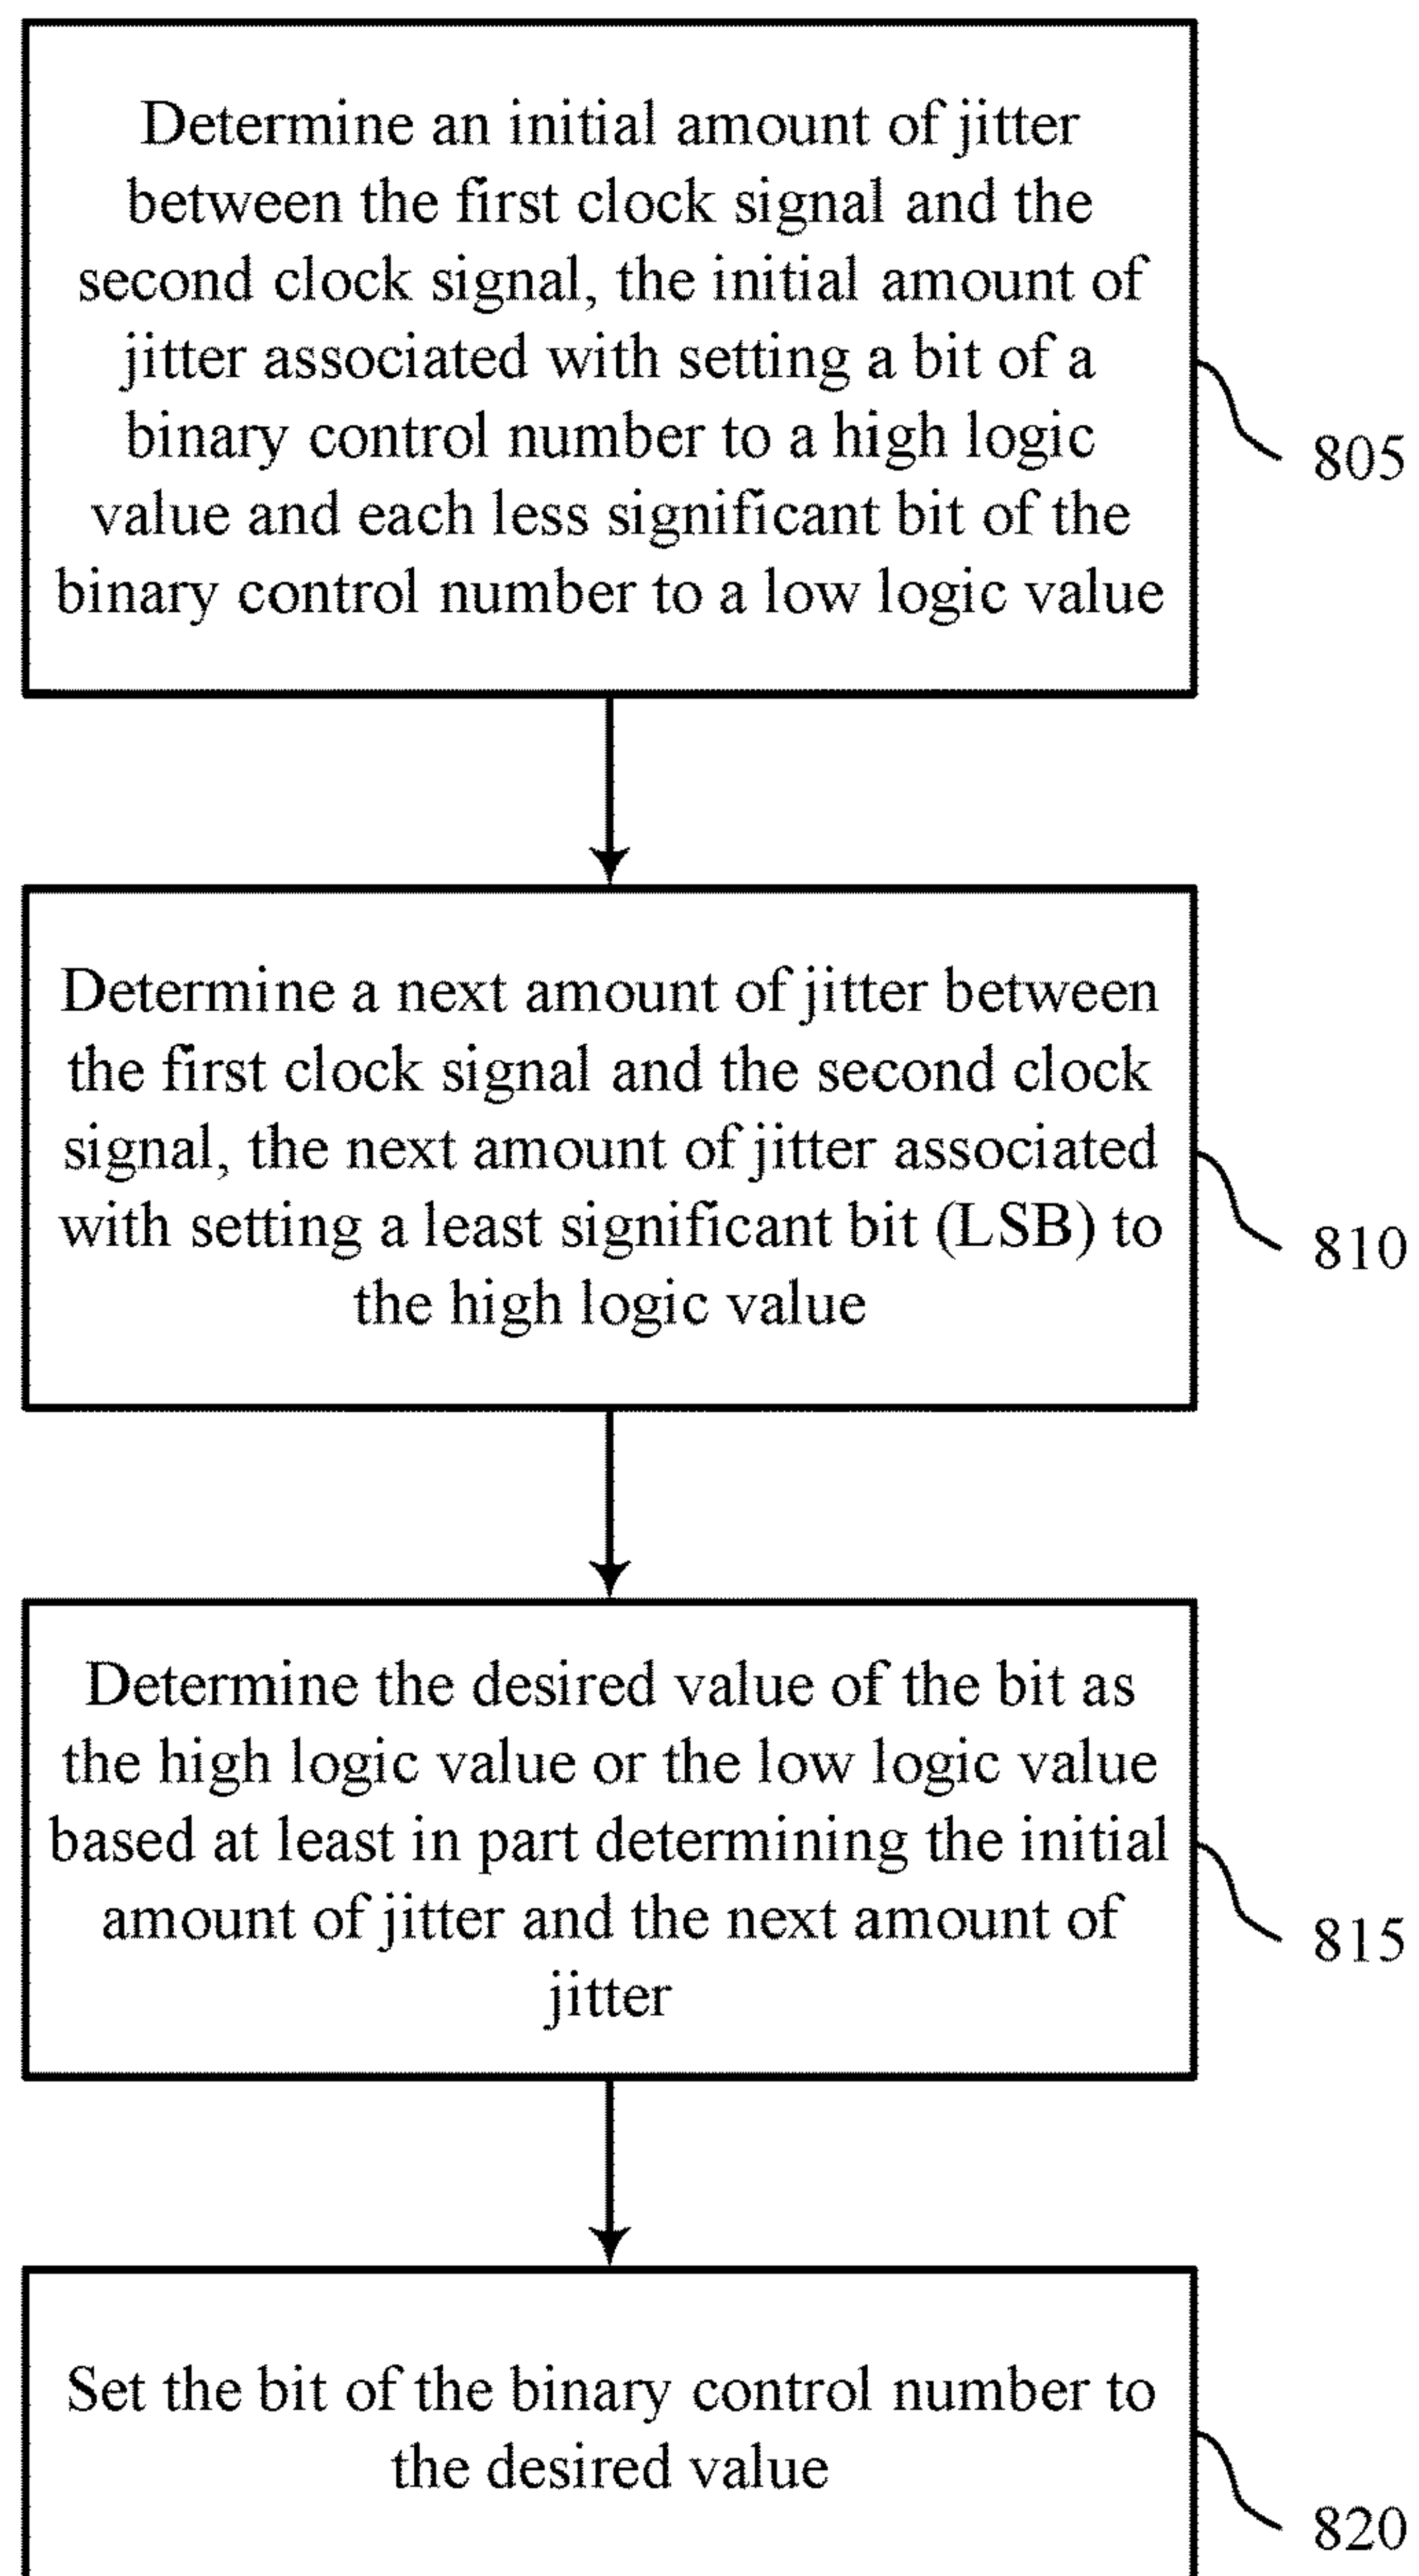 Determine an initial amount of jitter
between the first clock signal and the
second clock signal, the initial amount of
jitter associated with setting a bit of a
binary control number to a high logic
value and each less significant bit of the
binary control number to a low logic value
805
Determine a next amount of jitter between
the first clock signal and the second clock
signal, the next amount of jitter associated
with setting a least significant bit (LSB) to
the high logic value
810
Determine the desired value of the bit as
the high logic value or the low logic value
based at least in part determining the initial
amount of jitter and the next amount of
jitter
815
Set the bit of the binary control number to
the desired value
820